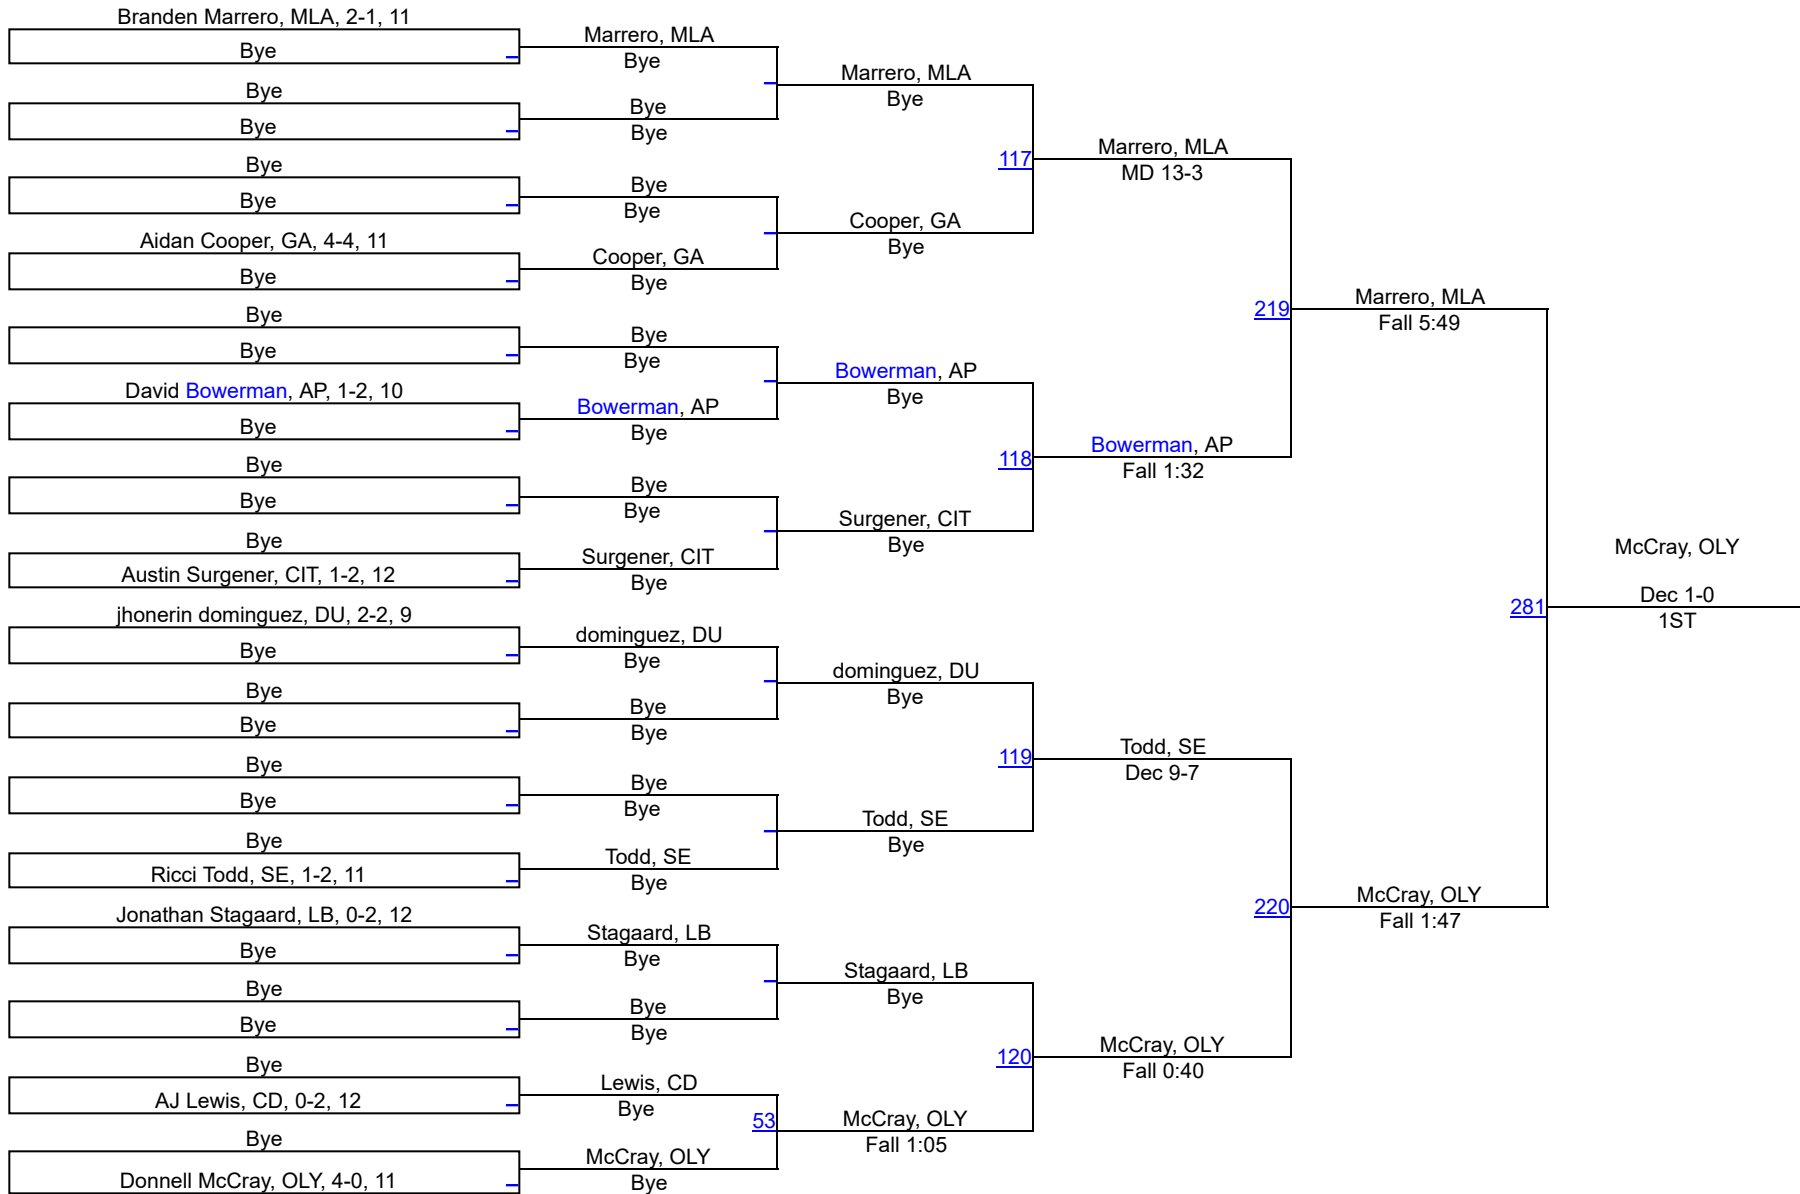 Branden Marrero, MLA, 2-1, 11
Bye
Bye
Bye
Bye
Bye
Aidan Cooper, GA, 4-4, 11
Bye
Bye
Bye
David Bowerman, AP, 1-2, 10
Bye
Bye
Bye
Bye
Austin Surgener, CIT, 1-2, 12
jhonerin dominguez, DU, 2-2, 9
Bye
Bye
Bye
Bye
Bye
Bye
Ricci Todd, SE, 1-2, 11
Jonathan Stagaard, LB, 0-2, 12
Bye
Bye
Bye
Bye
AJ Lewis, CD, 0-2, 12
Bye
Donnell McCray, OLY, 4-0, 11
Marrero, MLA
Bye
Bye
Bye
Bye
Bye
Cooper, GA
Bye
Bye
Bye
Bowerman, AP
Bye
Bye
Bye
Surgener, CIT
Bye
dominguez, DU
Bye
Bye
Bye
Bye
Bye
Todd, SE
Bye
Stagaard, LB
Bye
Bye
Bye
Lewis, CD
Bye
53
McCray, OLY
Bye
Marrero, MLA
Bye
117
Cooper, GA
Bye
Bowerman, AP
Bye
118
Surgener, CIT
Bye
dominguez, DU
Bye
119
Todd, SE
Bye
Stagaard, LB
Bye
120
McCray, OLY
Fall 1:05
Marrero, MLA
MD 13-3
219
Bowerman, AP
Fall 1:32
Todd, SE
Dec 9-7
220
McCray, OLY
Fall 0:40
Marrero, MLA
Fall 5:49
281
McCray, OLY
Fall 1:47
McCray, OLY
Dec 1-0
1ST